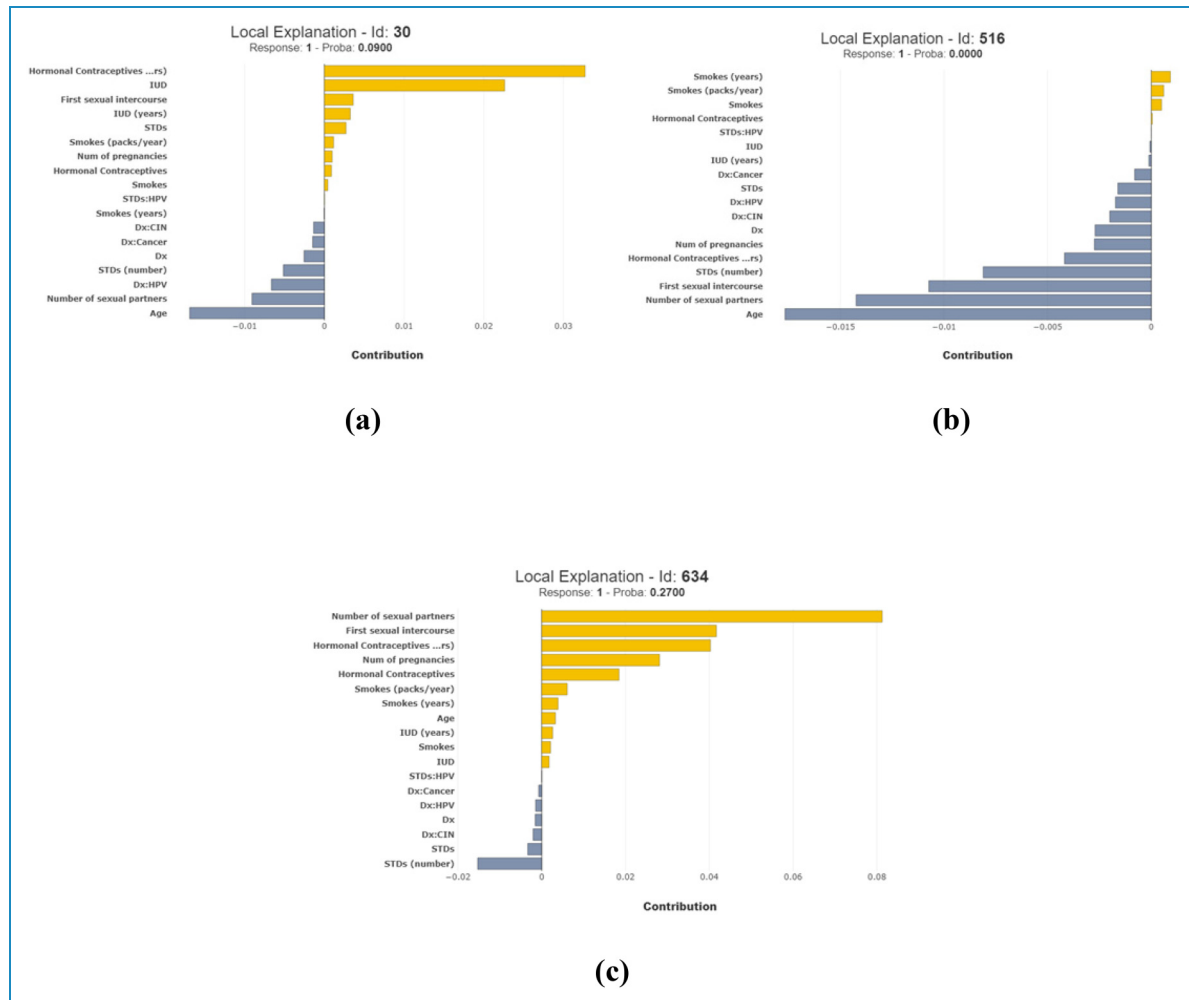 Local Explanation - Id: 30
Response: 1 - Proba: 0.0900
Hormonal Contraceptives ...rs)
IUD
First sexual intercourse
IUD (years)
STDs
Smokes (packs/year)
Num of pregnancies
Hormonal Contraceptives
Smokes
STDs:HPV
Smokes (years)
Dx:CIN
Dx:Cancer
Dx
STDs (number)
Dx:HPV
Number of sexual partners
Age
−0.01 0 0.01 0.02 0.03
Contribution
(a)
Local Explanation - Id: 516
Response: 1 - Proba: 0.0000
Smokes (years)
Smokes (packs/year)
Smokes
Hormonal Contraceptives
STDs:HPV
IUD
IUD (years)
Dx:Cancer
STDs
Dx:HPV
Dx:CIN
Dx
Num of pregnancies
Hormonal Contraceptives ...rs)
STDs (number)
First sexual intercourse
Number of sexual partners
Age
−0.015 −0.01 −0.005 0
Contribution
(b)
Local Explanation - Id: 634
Response: 1 - Proba: 0.2700
Number of sexual partners
First sexual intercourse
Hormonal Contraceptives ...rs)
Num of pregnancies
Hormonal Contraceptives
Smokes (packs/year)
Smokes (years)
Age
IUD (years)
Smokes
IUD
STDs:HPV
Dx:Cancer
Dx:HPV
Dx
Dx:CIN
STDs
STDs (number)
−0.02 0 0.02 0.04 0.06 0.08
Contribution
(c)